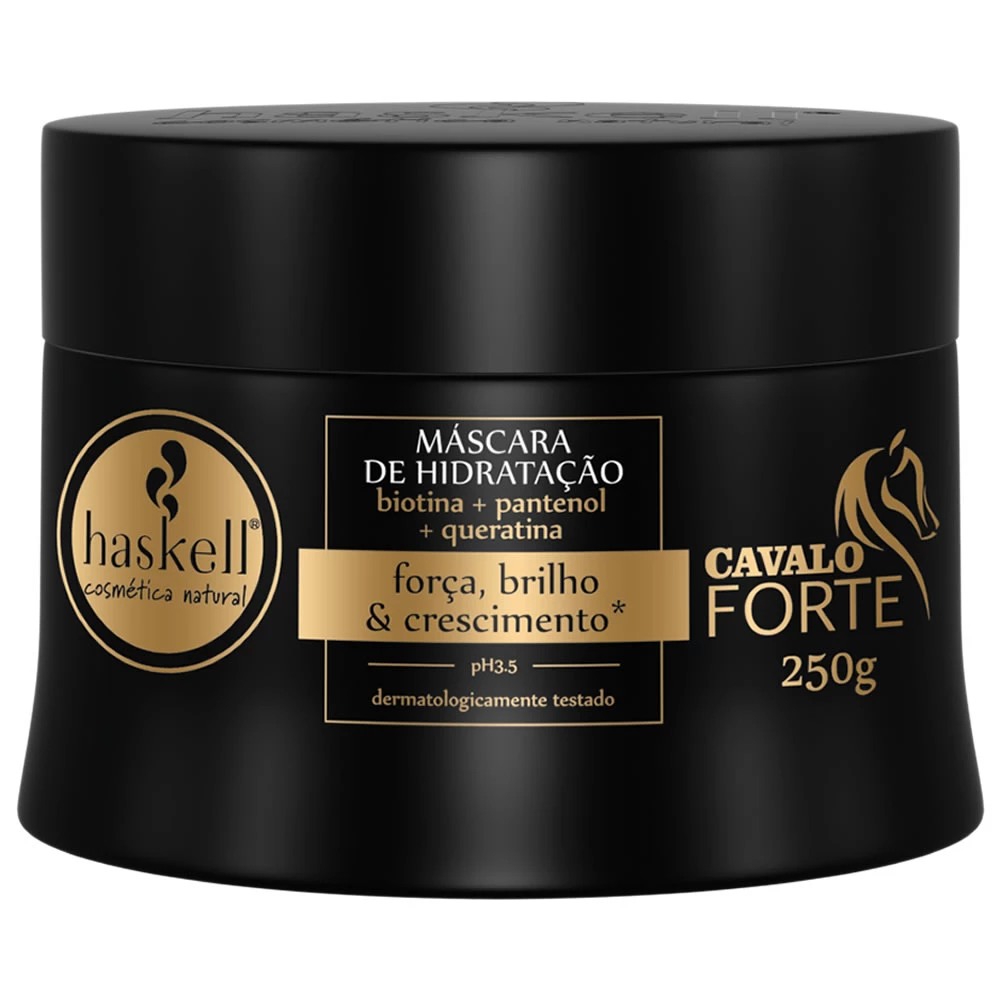 haskell®
cosmética natural
MÁSCARA
DE HIDRATAÇÃO
biotina + pantenol
+ queratina
força, brilho
& crescimento*
pH3.5
dermatologicamente testado
CAVALO
FORTE
250g